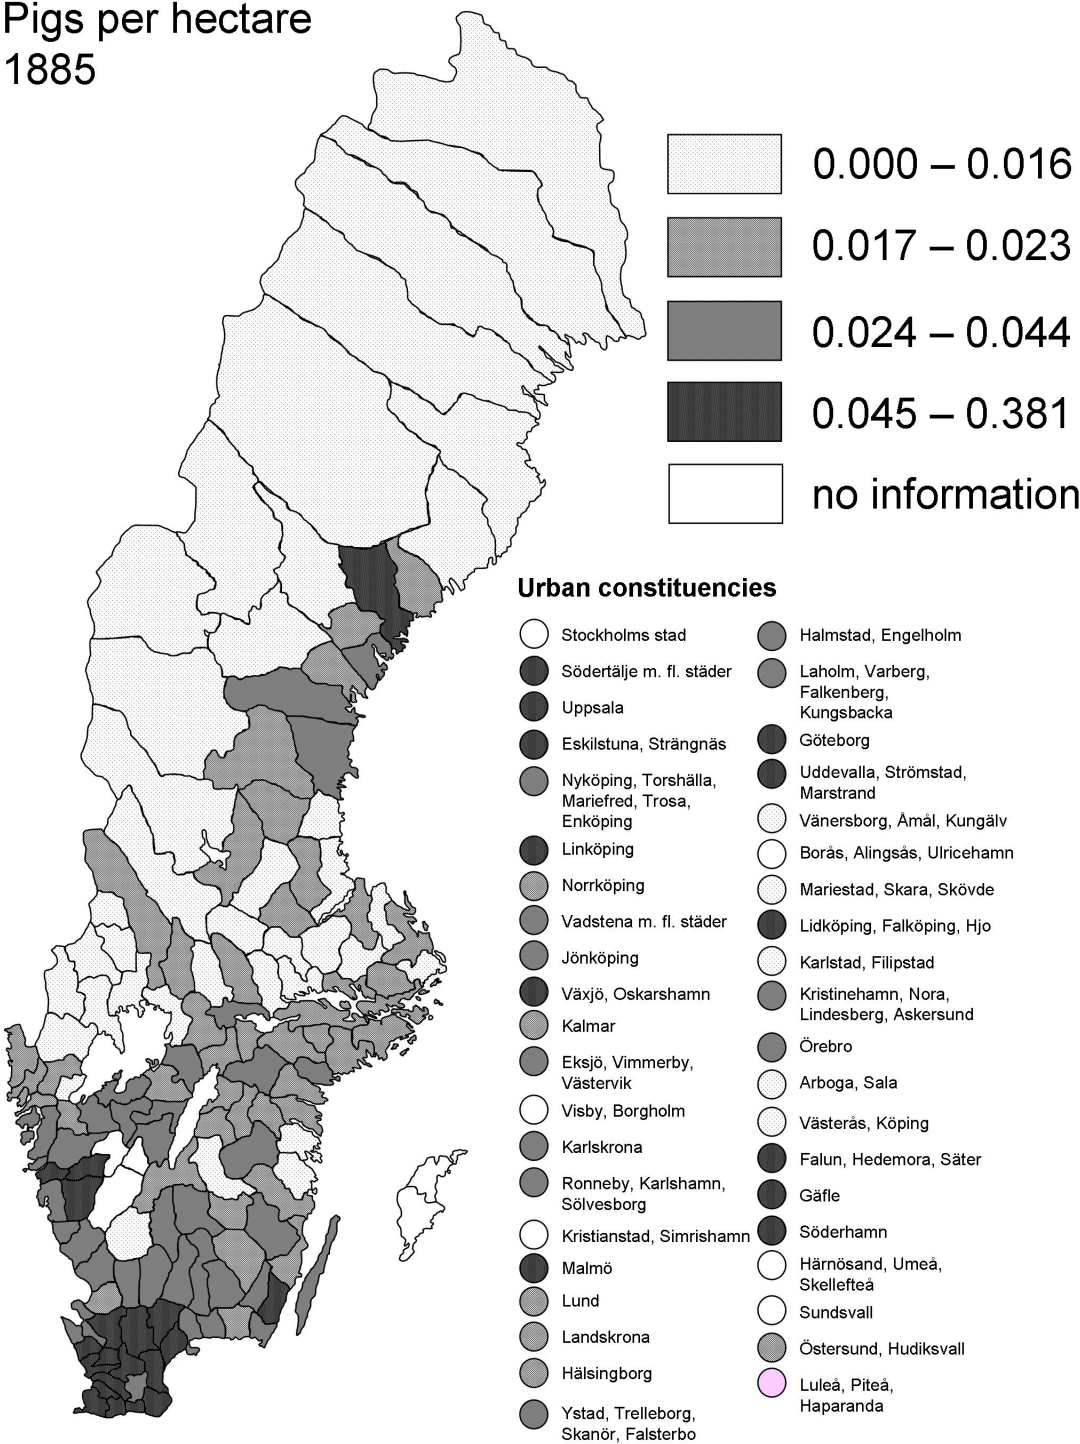 Pigs per hectare
1885
0.000 – 0.016
0.017 – 0.023
0.024 – 0.044
0.045 – 0.381
no information
Urban constituencies
Stockholms stad
Södertälje m. fl. städer
Uppsala
Eskilstuna, Strängnäs
Nyköping, Torshälla,
Mariefred, Trosa,
Enköping
Linköping
Norrköping
Vadstena m. fl. städer
Jönköping
Växjö, Oskarshamn
Kalmar
Eksjö, Vimmerby,
Västervik
Visby, Borgholm
Karlskrona
Ronneby, Karlshamn,
Sölvesborg
Kristianstad, Simrishamn
Malmö
Lund
Landskrona
Hälsingborg
Ystad, Trelleborg,
Skanör, Falsterbo
Halmstad, Engelholm
Laholm, Varberg,
Falkenberg,
Kungsbacka
Göteborg
Uddevalla, Strömstad,
Marstrand
Vänersborg, Åmål, Kungälv
Borås, Alingsås, Ulricehamn
Mariestad, Skara, Skövde
Lidköping, Falköping, Hjo
Karlstad, Filipstad
Kristinehamn, Nora,
Lindesberg, Askersund
Örebro
Arboga, Sala
Västerås, Köping
Falun, Hedemora, Säter
Gäfle
Söderhamn
Härnösand, Umeå,
Skellefteå
Sundsvall
Östersund, Hudiksvall
Luleå, Piteå,
Haparanda